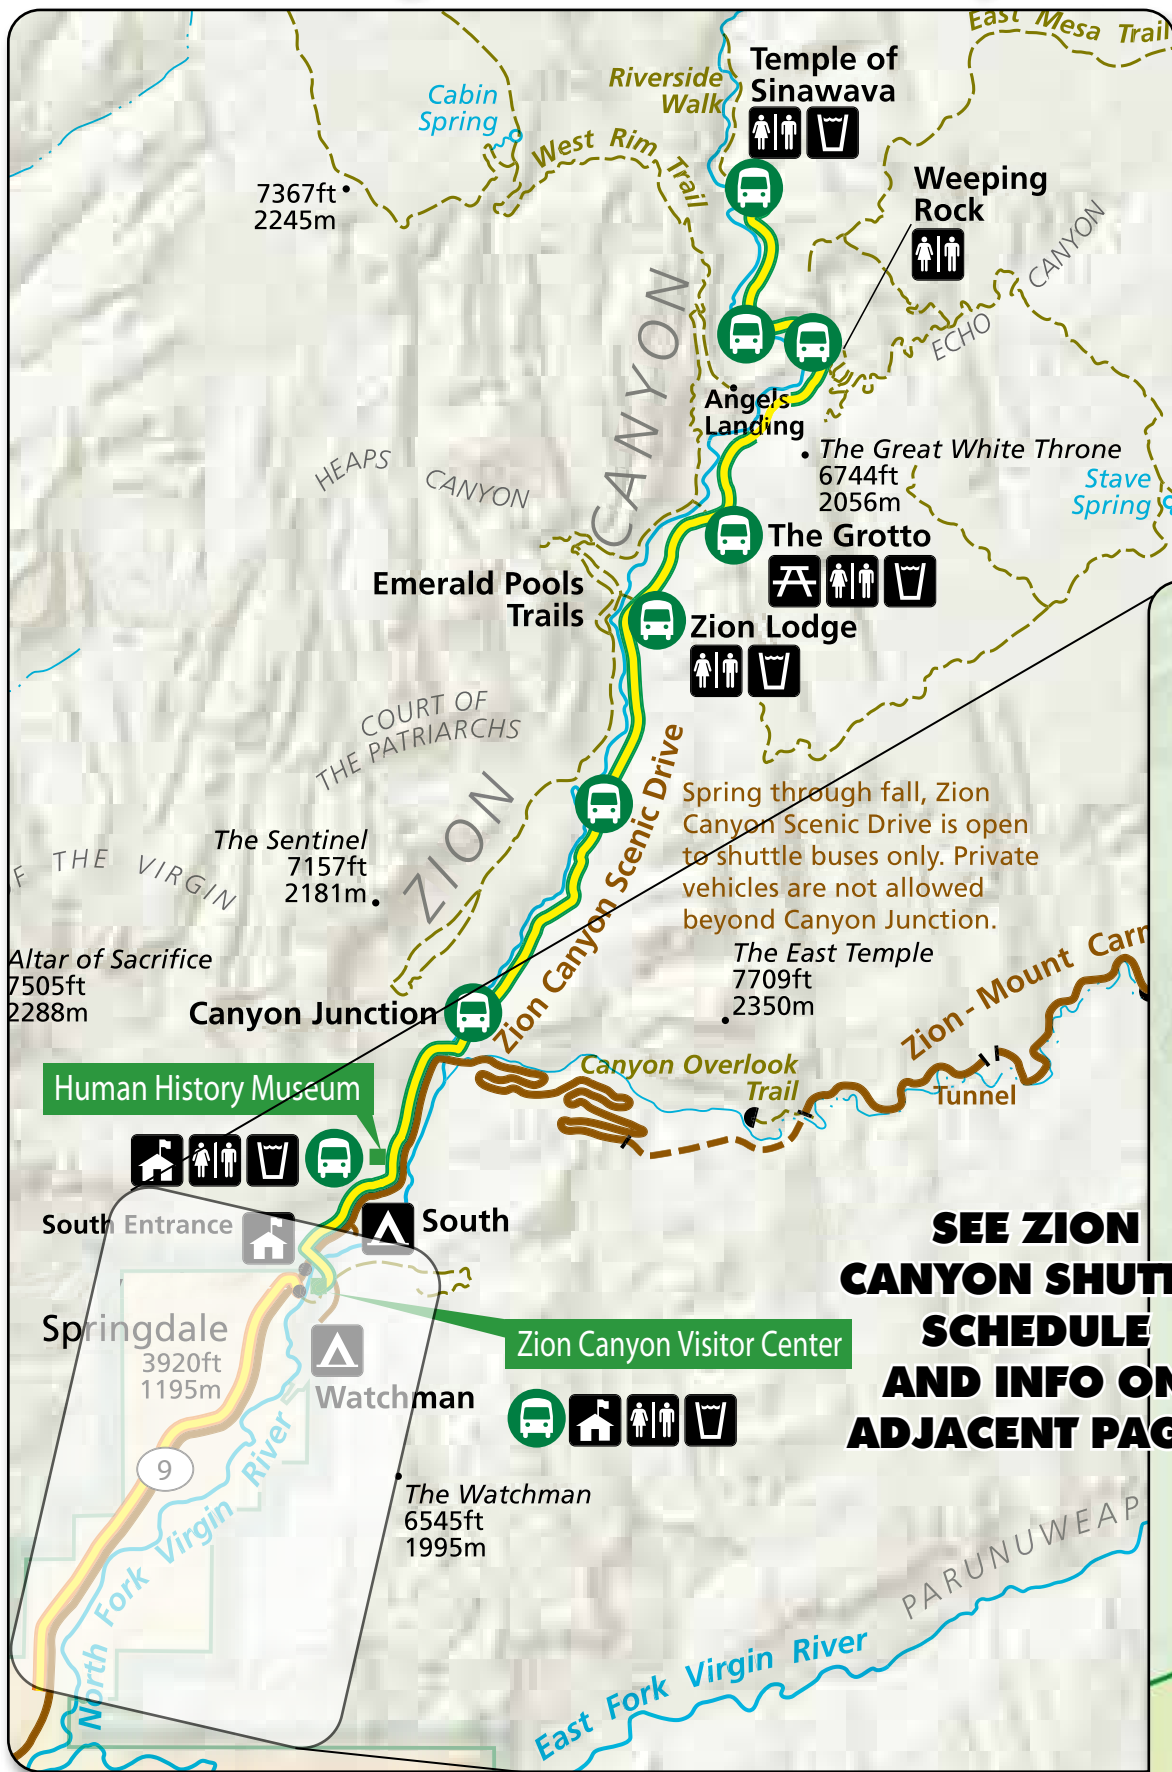 East Mesa Trail
Temple of
Sinawava
Riverside
Walk
Cabin
Spring
West Rim Trail
7367ft
2245m
Weeping
Rock
ECHO CANYON
Angels
Landing
The Great White Throne
6744ft
2056m
Stave
Spring
HEAPS CANYON
The Grotto
Emerald Pools
Trails
Zion Lodge
COURT OF
THE PATRIARCHS
ZION CANYON
Zion Canyon Scenic Drive
Spring through fall, Zion
Canyon Scenic Drive is open
to shuttle buses only. Private
vehicles are not allowed
beyond Canyon Junction.
The Sentinel
7157ft
2181m
F THE VIRGIN
Altar of Sacrifice
7505ft
2288m
The East Temple
7709ft
2350m
Canyon Junction
Zion-Mount Carr
Tunnel
Canyon Overlook
Trail
Human History Museum
South Entrance
South
SEE ZION
CANYON SHUTT
SCHEDULE
AND INFO ON
ADJACENT PAG
Springdale
3920ft
1195m
Zion Canyon Visitor Center
Watchman
9
The Watchman
6545ft
1995m
North Fork Virgin River
PARUNUWEAP
East Fork Virgin River